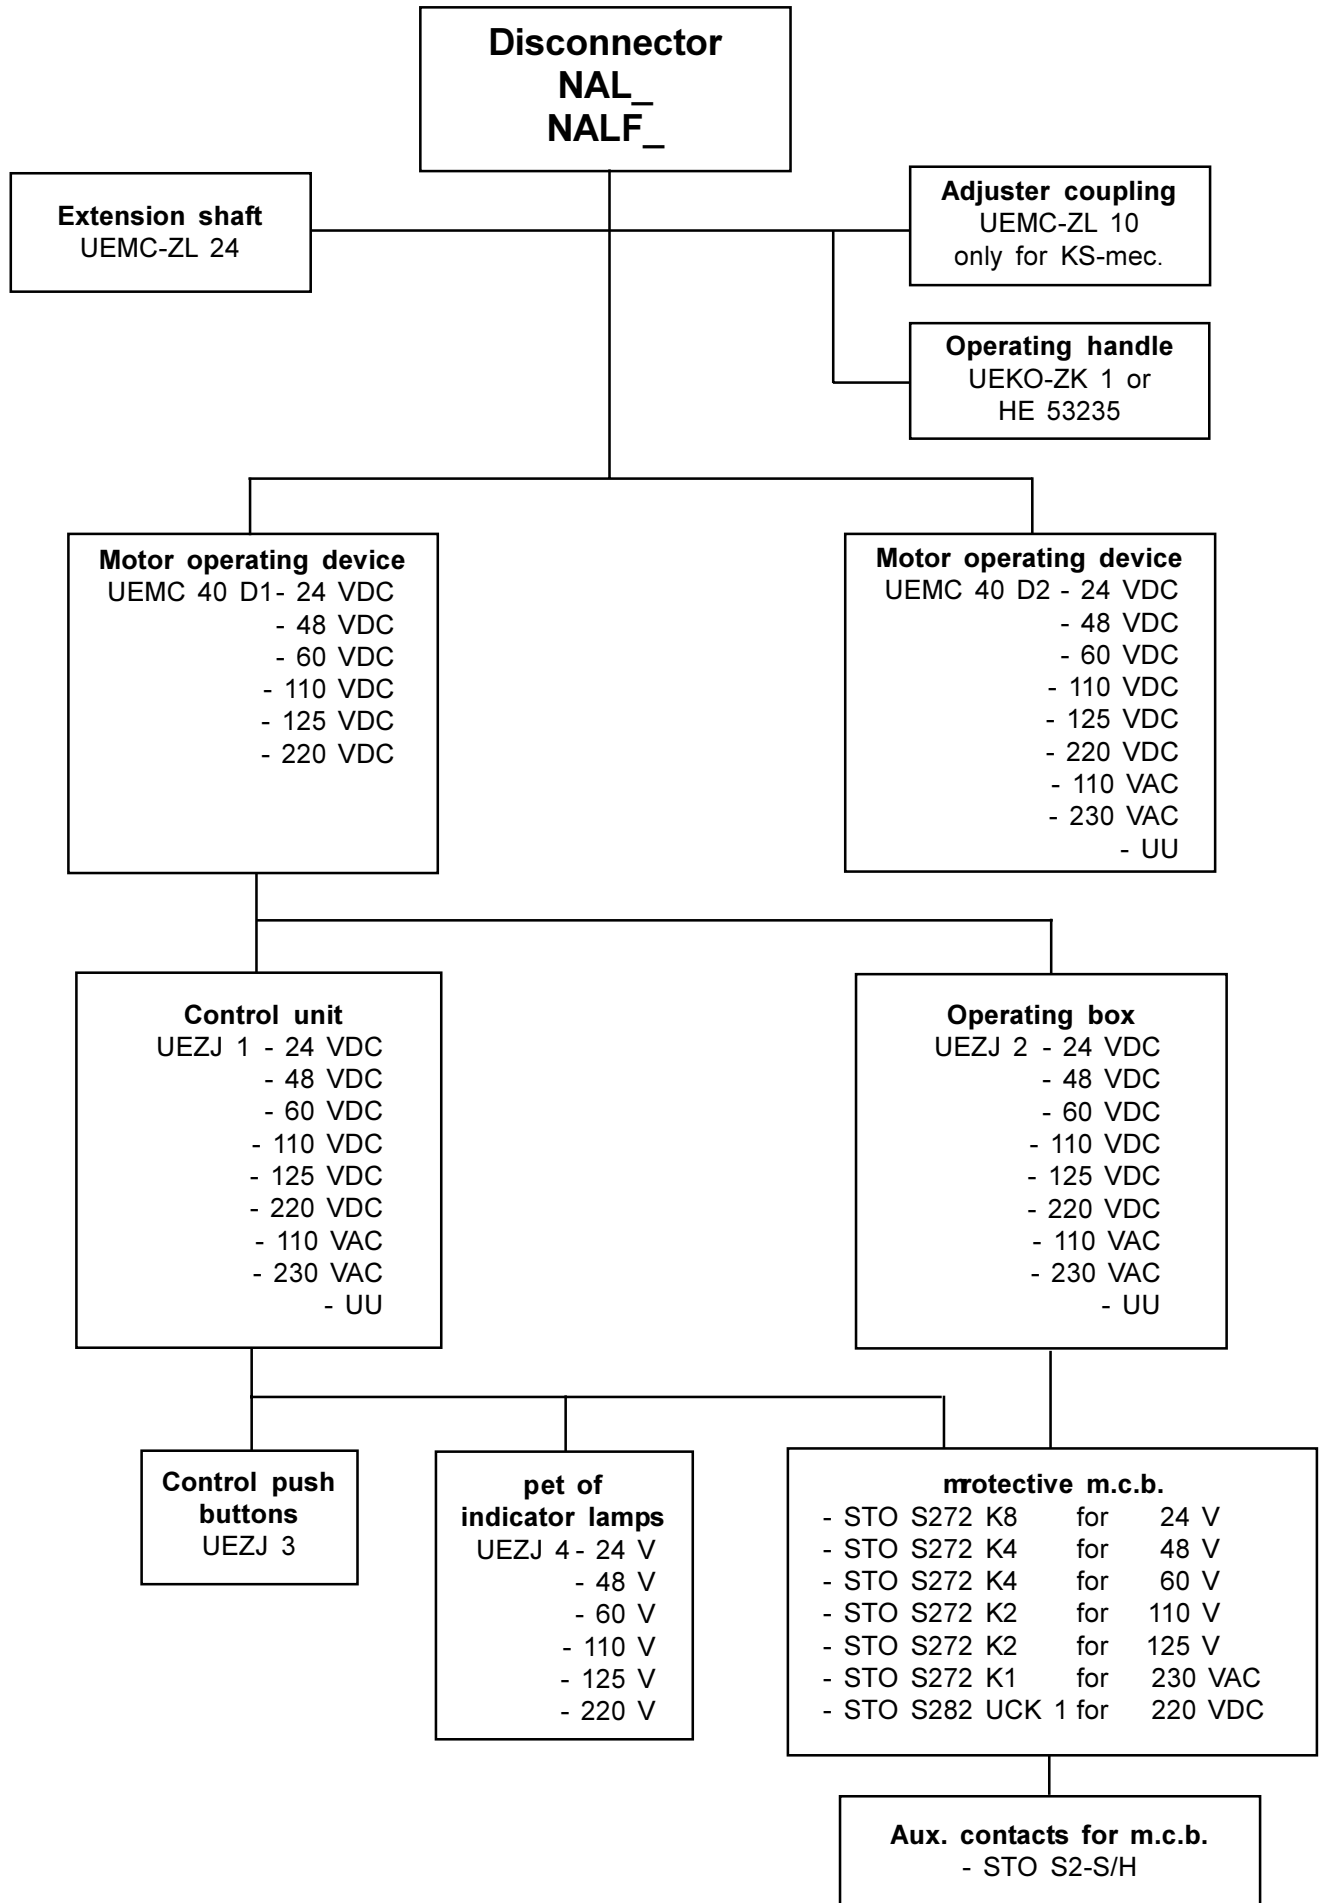 Disconnector
NAL_
NALF_
Extension shaft
UEMC-ZL 24
Adjuster coupling
UEMC-ZL 10
only for KS-mec.
Operating handle
UEKO-ZK 1 or
HE 53235
Motor operating device
UEMC 40 D1- 24 VDC
- 48 VDC
- 60 VDC
- 110 VDC
- 125 VDC
- 220 VDC
Motor operating device
UEMC 40 D2 - 24 VDC
- 48 VDC
- 60 VDC
- 110 VDC
- 125 VDC
- 220 VDC
- 110 VAC
- 230 VAC
- UU
Control unit
UEZJ 1 - 24 VDC
- 48 VDC
- 60 VDC
- 110 VDC
- 125 VDC
- 220 VDC
- 110 VAC
- 230 VAC
- UU
Operating box
UEZJ 2 - 24 VDC
- 48 VDC
- 60 VDC
- 110 VDC
- 125 VDC
- 220 VDC
- 110 VAC
- 230 VAC
- UU
Control push
buttons
UEZJ 3
pet of
indicator lamps
UEZJ 4 - 24 V
- 48 V
- 60 V
- 110 V
- 125 V
- 220 V
mrotective m.c.b.
- STO S272 K8 for 24 V
- STO S272 K4 for 48 V
- STO S272 K4 for 60 V
- STO S272 K2 for 110 V
- STO S272 K2 for 125 V
- STO S272 K1 for 230 VAC
- STO S282 UCK 1 for 220 VDC
Aux. contacts for m.c.b.
- STO S2-S/H